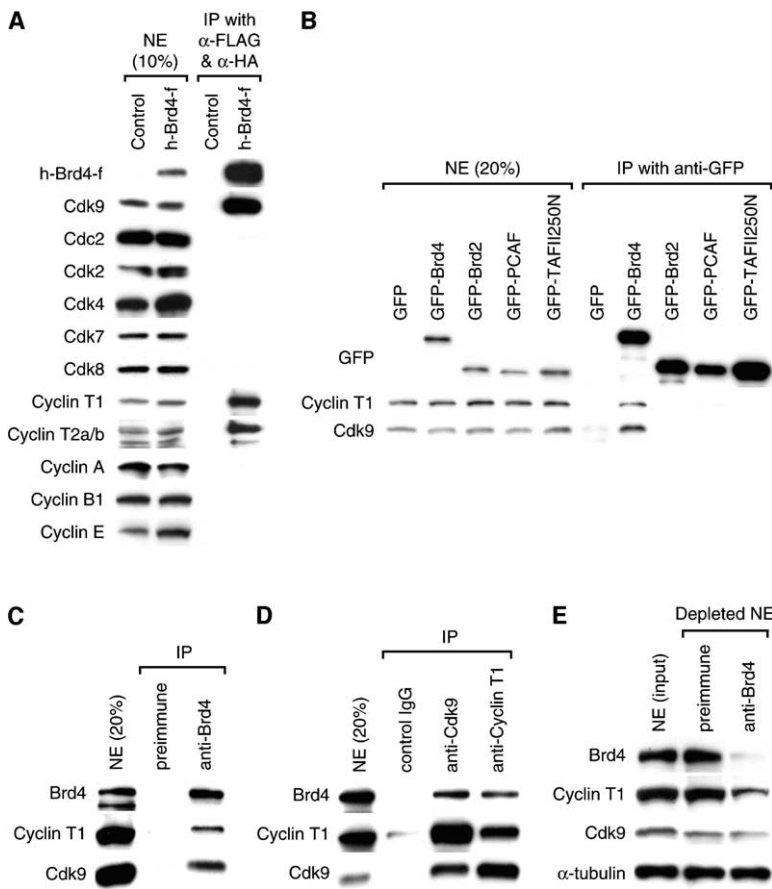 A
NE
(10%)
IP with
α-FLAG
& α-HA
Control
h-Brd4-f
Control
h-Brd4-f
h-Brd4-f
Cdk9
Cdc2
Cdk2
Cdk4
Cdk7
Cdk8
Cyclin T1
Cyclin T2a/b
Cyclin A
Cyclin B1
Cyclin E
B
NE (20%)
IP with anti-GFP
GFP
GFP-Brd4
GFP-Brd2
GFP-PCAF
GFP-TAFII250N
GFP
GFP-Brd4
GFP-Brd2
GFP-PCAF
GFP-TAFII250N
GFP
Cyclin T1
Cdk9
C
IP
NE (20%)
preimmune
anti-Brd4
Brd4
Cyclin T1
Cdk9
D
IP
NE (20%)
control IgG
anti-Cdk9
anti-Cyclin T1
Brd4
Cyclin T1
Cdk9
E
Depleted NE
NE (input)
preimmune
anti-Brd4
Brd4
Cyclin T1
Cdk9
α-tubulin